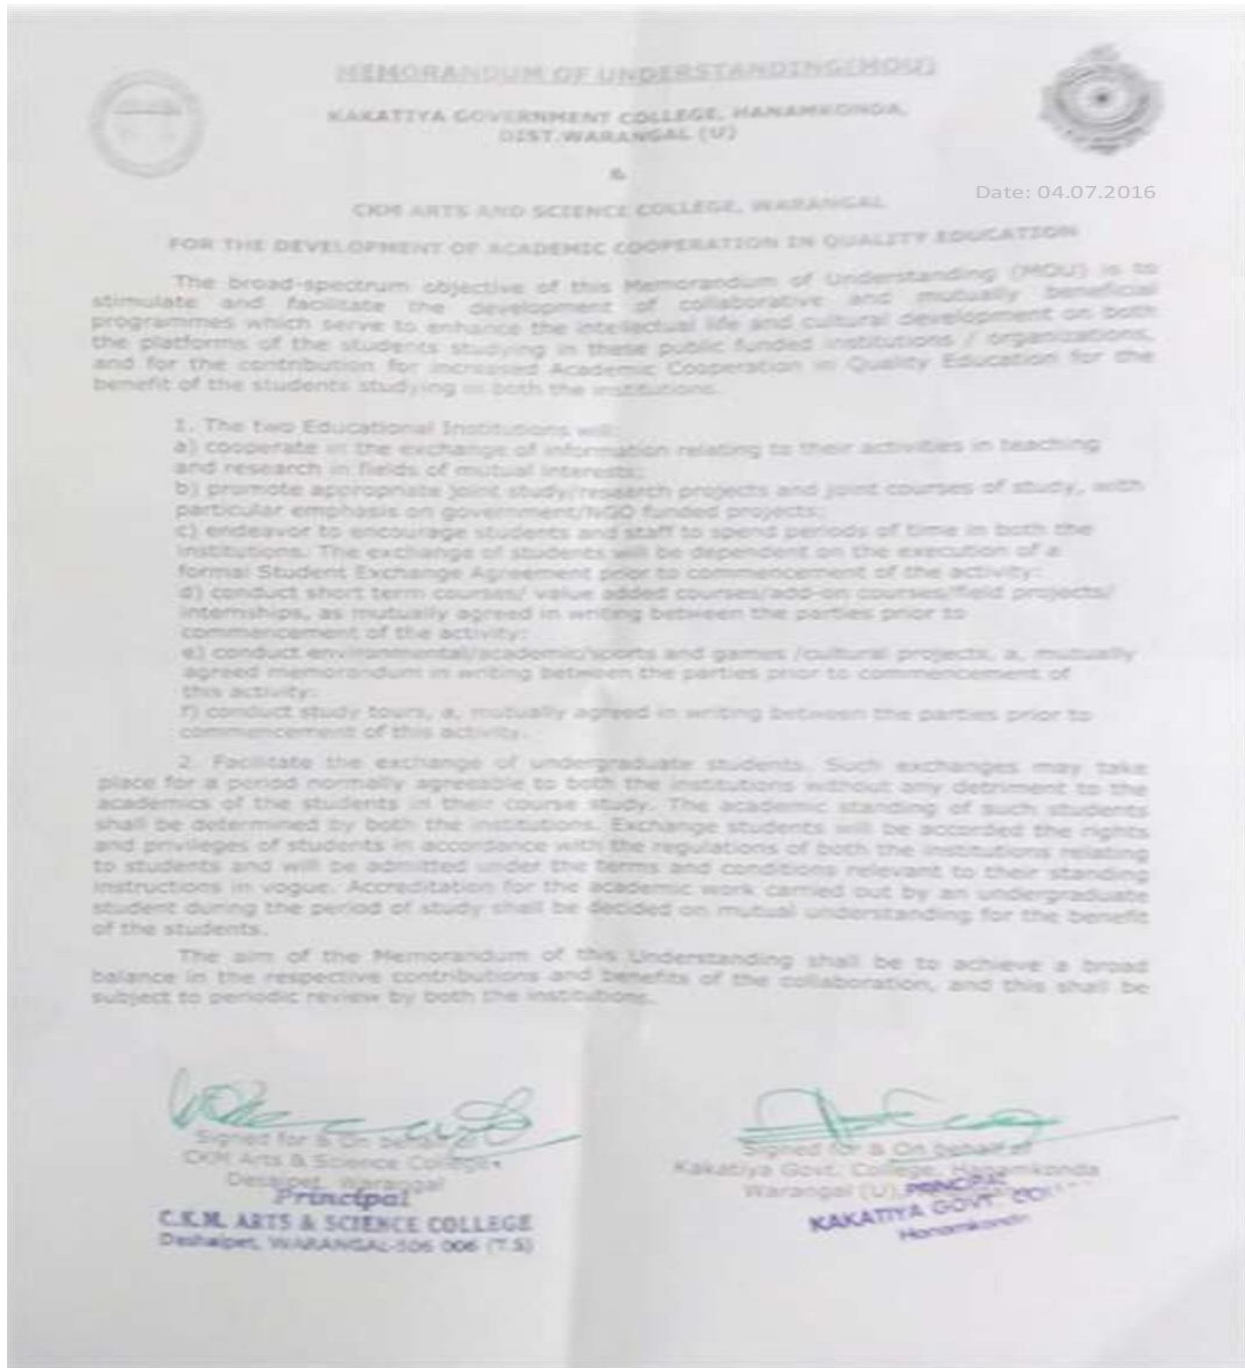 MEMORANDUM OF UNDERSTANDING(MOU)
KAKATIYA GOVERNMENT COLLEGE, HANAMKONDA,
DIST.WARANGAL (U)
&
Date: 04.07.2016
CKM ARTS AND SCIENCE COLLEGE, WARANGAL
FOR THE DEVELOPMENT OF ACADEMIC COOPERATION IN QUALITY EDUCATION
The broad-spectrum objective of this Memorandum of Understanding (MOU) is to
stimulate and facilitate the development of collaborative and mutually beneficial
programmes which serve to enhance the intellectual life and cultural development on both
the platforms of the students studying in these public funded institutions / organizations,
and for the contribution for increased Academic Cooperation in Quality Education for the
benefit of the students studying in both the institutions.
1. The two Educational Institutions will:
a) cooperate in the exchange of information relating to their activities in teaching
and research in fields of mutual interests;
b) promote appropriate joint study/research projects and joint courses of study, with
particular emphasis on government/NGO funded projects;
c) endeavor to encourage students and staff to spend periods of time in both the
institutions. The exchange of students will be dependent on the execution of a
formal Student Exchange Agreement prior to commencement of the activity;
d) conduct short term courses/ value added courses/add-on courses/field projects/
internships, as mutually agreed in writing between the parties prior to
commencement of the activity;
e) conduct environmental/academic/sports and games /cultural projects, a, mutually
agreed memorandum in writing between the parties prior to commencement of
this activity.
f) conduct study tours, a, mutually agreed in writing between the parties prior to
commencement of this activity.
2. Facilitate the exchange of undergraduate students. Such exchanges may take
place for a period normally agreeable to both the institutions without any detriment to the
academics of the students in their course study. The academic standing of such students
shall be determined by both the institutions. Exchange students will be accorded the rights
and privileges of students in accordance with the regulations of both the institutions relating
to students and will be admitted under the terms and conditions relevant to their standing
instructions in vogue. Accreditation for the academic work carried out by an undergraduate
student during the period of study shall be decided on mutual understanding for the benefit
of the students.
The aim of the Memorandum of this Understanding shall be to achieve a broad
balance in the respective contributions and benefits of the collaboration, and this shall be
subject to periodic review by both the institutions.
Signed for & On behalf
CKM Arts & Science College,
Desaipet, Warangal
Principal
C.K.M. ARTS & SCIENCE COLLEGE
Deshaipet, WARANGAL-506 006 (T.S)
Signed for & On behalf of
Kakatiya Govt. College, Hanamkonda
Warangal (U),
PRINCIPAL
KAKATIYA GOVT. COLL
Hanamkonda